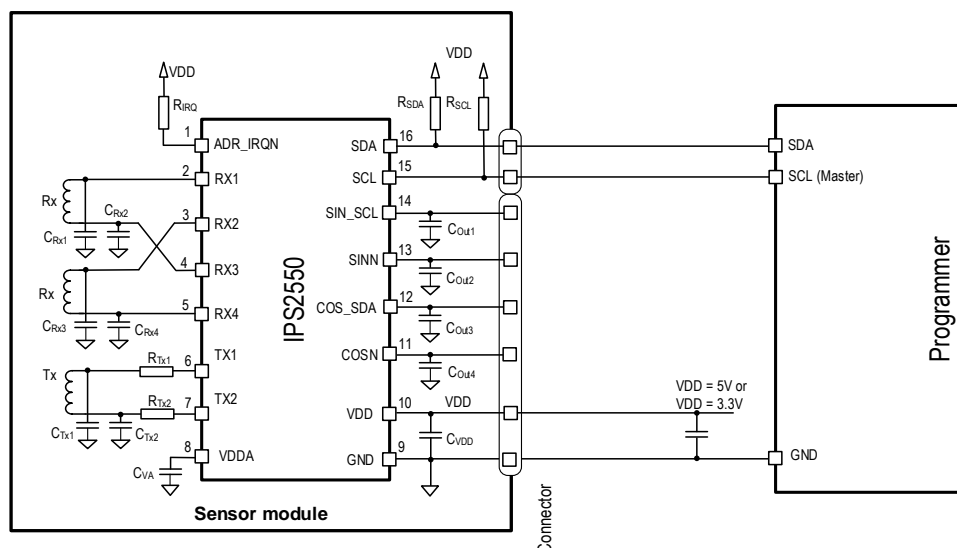 VDD
VDD
RIRQ
RSDA
RSCL
1
ADR_IRQN
SDA
16
SDA
2
RX1
SCL
15
SCL (Master)
Rx
CRx1
CRx2
3
RX2
SIN_SCL
14
COut1
4
RX3
SINN
13
COut2
Rx
CRx3
CRx4
5
RX4
COS_SDA
12
COut3
IPS2550
TX1
6
RTx1
COSN
11
COut4
Tx
TX2
7
RTx2
CTx1
CTx2
VDD
10
VDD
CVDD
VDD = 5V or
VDD = 3.3V
8
VDDA
CVA
GND
9
GND
Programmer
Sensor module
Connector